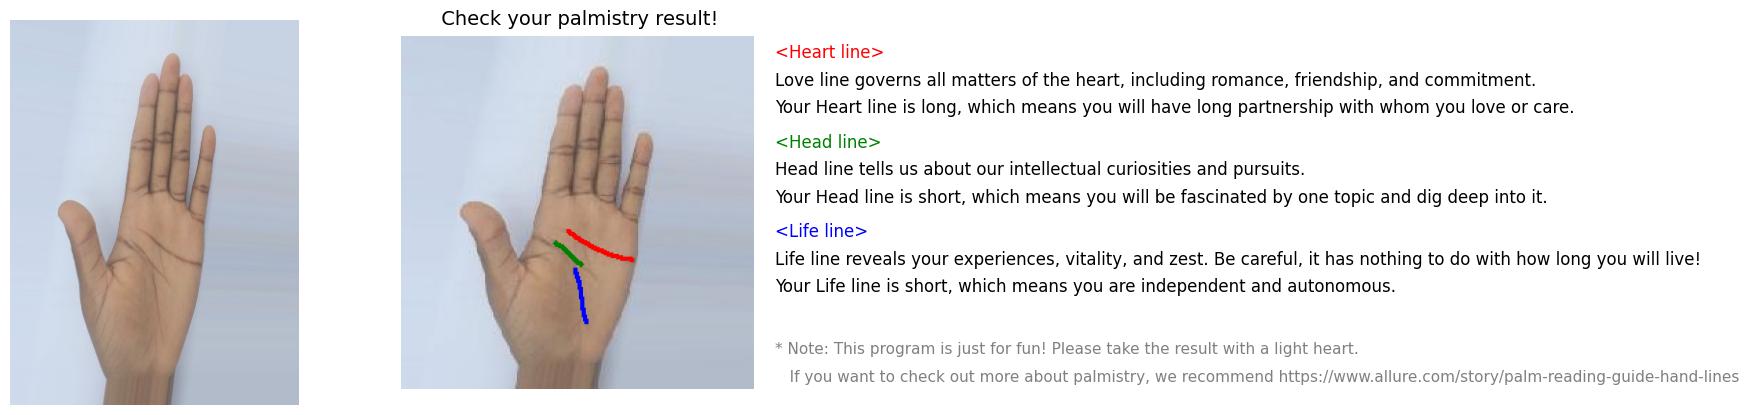 Check your palmistry result!
<Heart line>
Love line governs all matters of the heart, including romance, friendship, and commitment.
Your Heart line is long, which means you will have long partnership with whom you love or care.
<Head line>
Head line tells us about our intellectual curiosities and pursuits.
Your Head line is short, which means you will be fascinated by one topic and dig deep into it.
<Life line>
Life line reveals your experiences, vitality, and zest. Be careful, it has nothing to do with how long you will live!
Your Life line is short, which means you are independent and autonomous.
* Note: This program is just for fun! Please take the result with a light heart.
If you want to check out more about palmistry, we recommend https://www.allure.com/story/palm-reading-guide-hand-lines